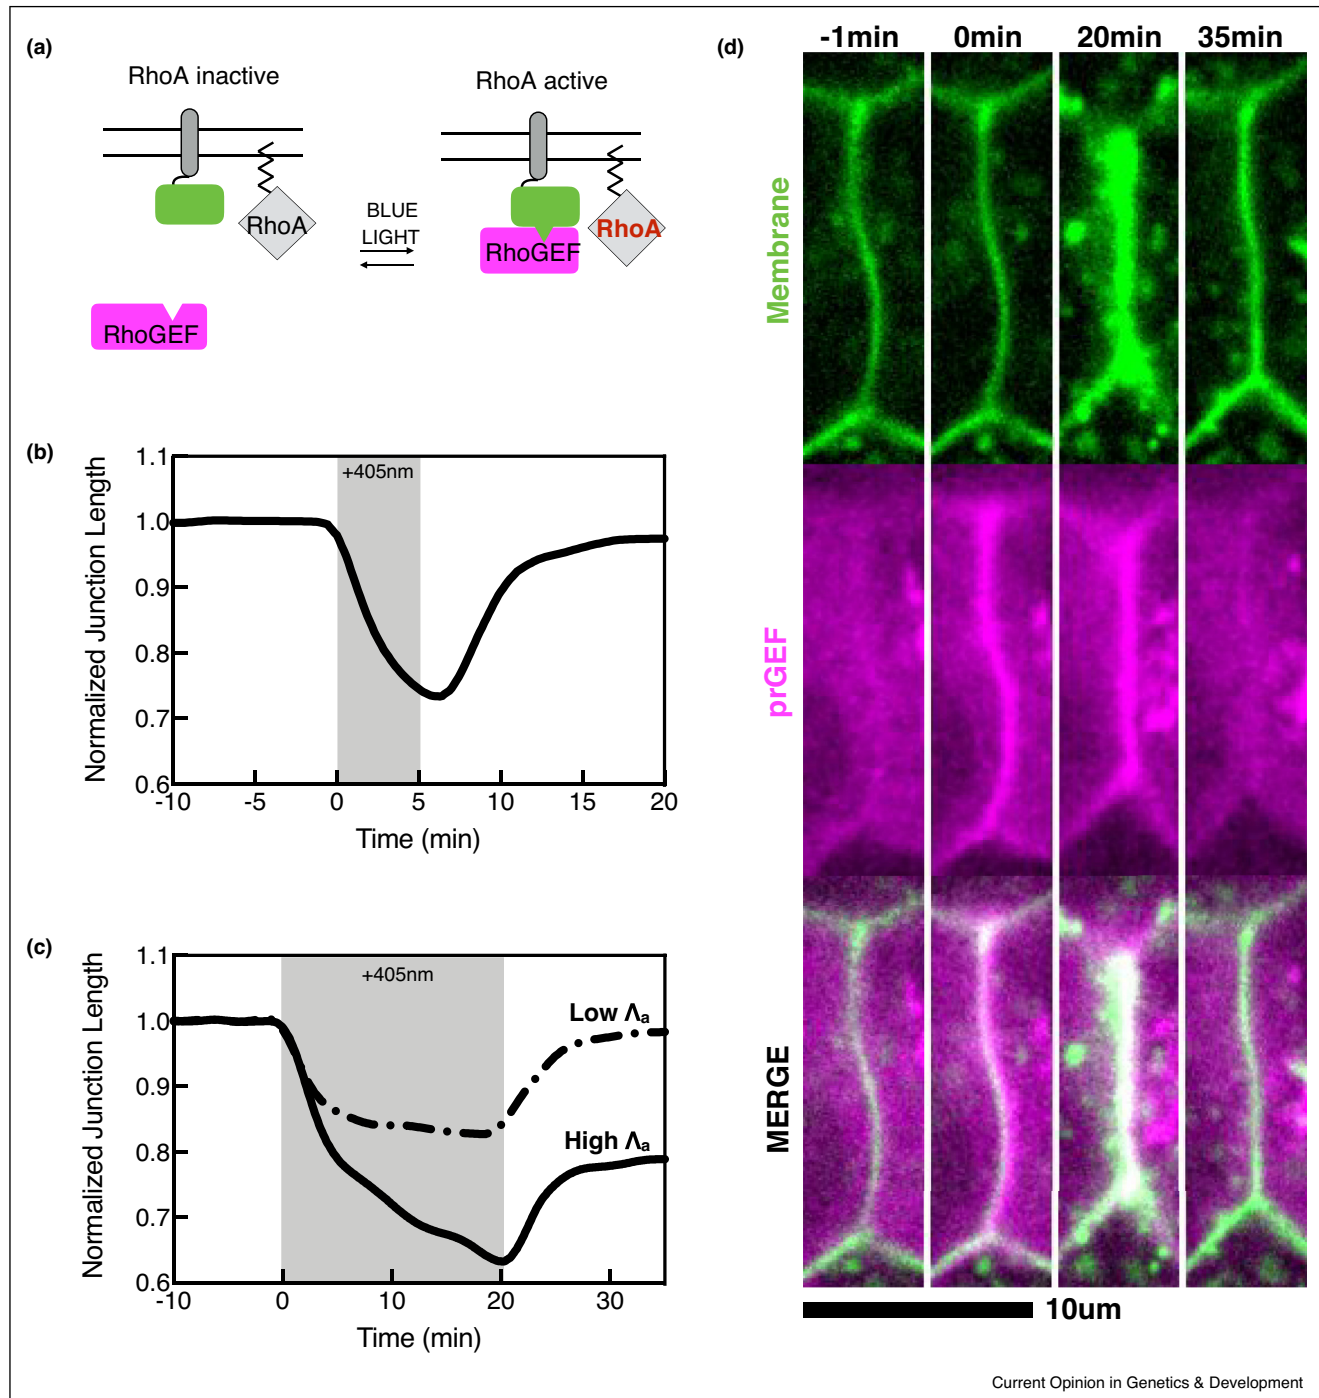 (a)
RhoA inactive
RhoA active
RhoA
BLUE
LIGHT
RhoGEF
RhoA
RhoGEF
(b)
Normalized Junction Length
1.1
1.0
0.9
0.8
0.7
0.6
+405nm
-10
-5
0
5
10
15
20
Time (min)
(c)
Normalized Junction Length
1.1
1.0
0.9
0.8
0.7
0.6
+405nm
Low Λa
High Λa
-10
0
10
20
30
Time (min)
(d)
-1min 0min 20min 35min
Membrane
prGEF
MERGE
10um
Current Opinion in Genetics & Development